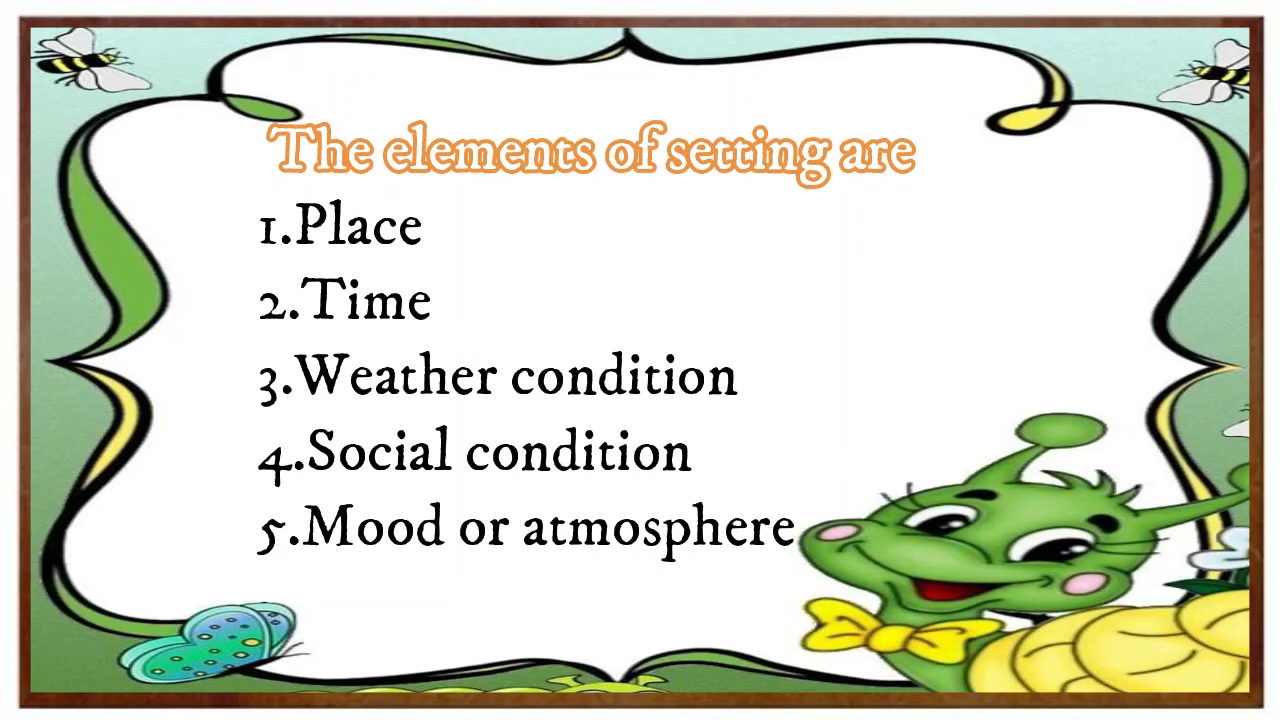 The elements of setting are
1.Place
2.Time
3.Weather condition
4.Social condition
5.Mood or atmosphere